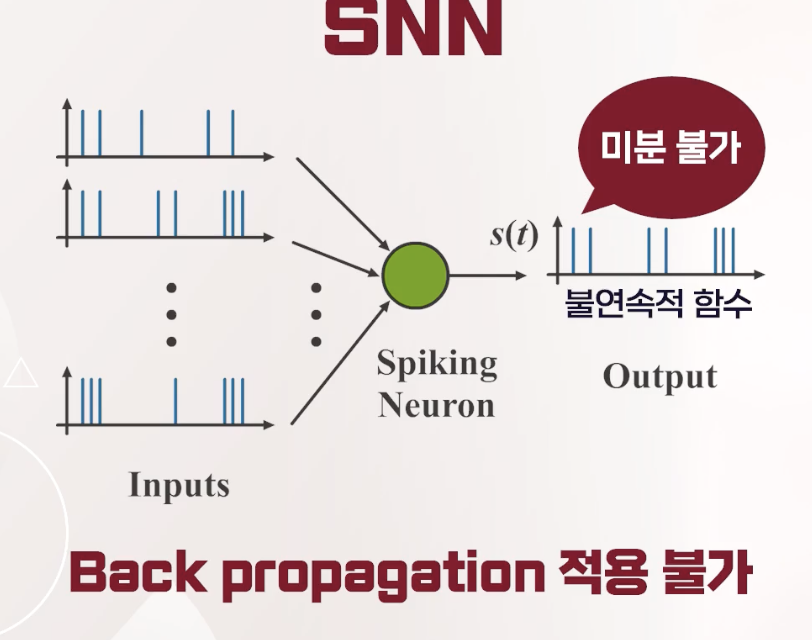 SNN
미분 불가
s(t)
불연속적 함수
Spiking
Neuron
Output
Inputs
Back propagation 적용 불가